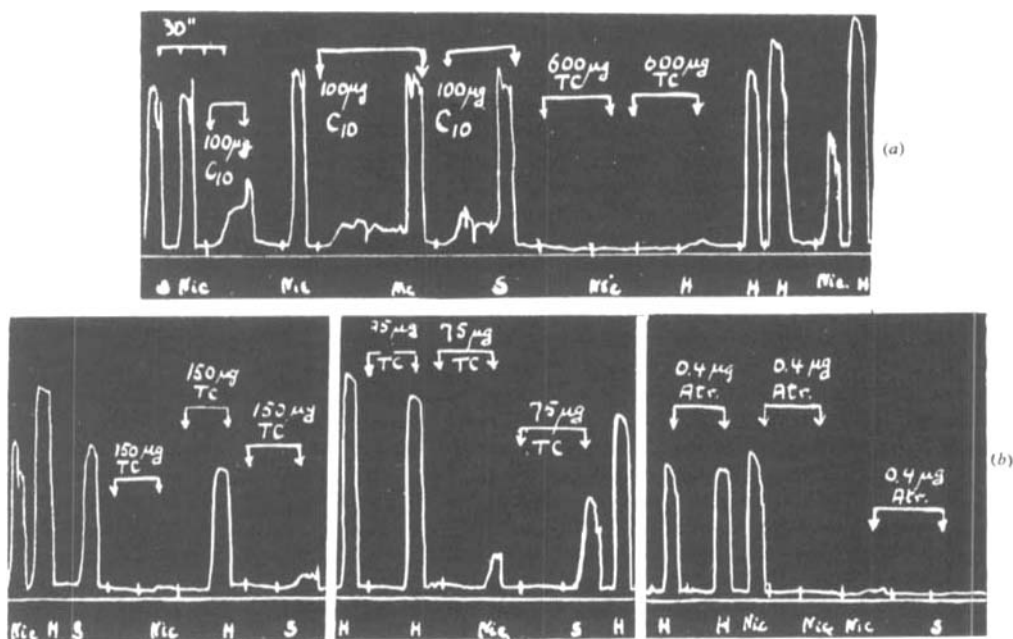 30"
100μg
C10
100μg
C10
100μg
C10
600μg
TC
600μg
TC
(a)
S Nic Nic Nic S Nic H H H Nic. H
150μg
TC
150μg
TC
150μg
TC
75μg
TC
75μg
TC
75μg
TC
0.4μg
Atr.
0.4μg
Atr.
0.4μg
Atr.
(b)
Nic H S Nic H S
H H Nic S H
H H Nic Nic Nic S